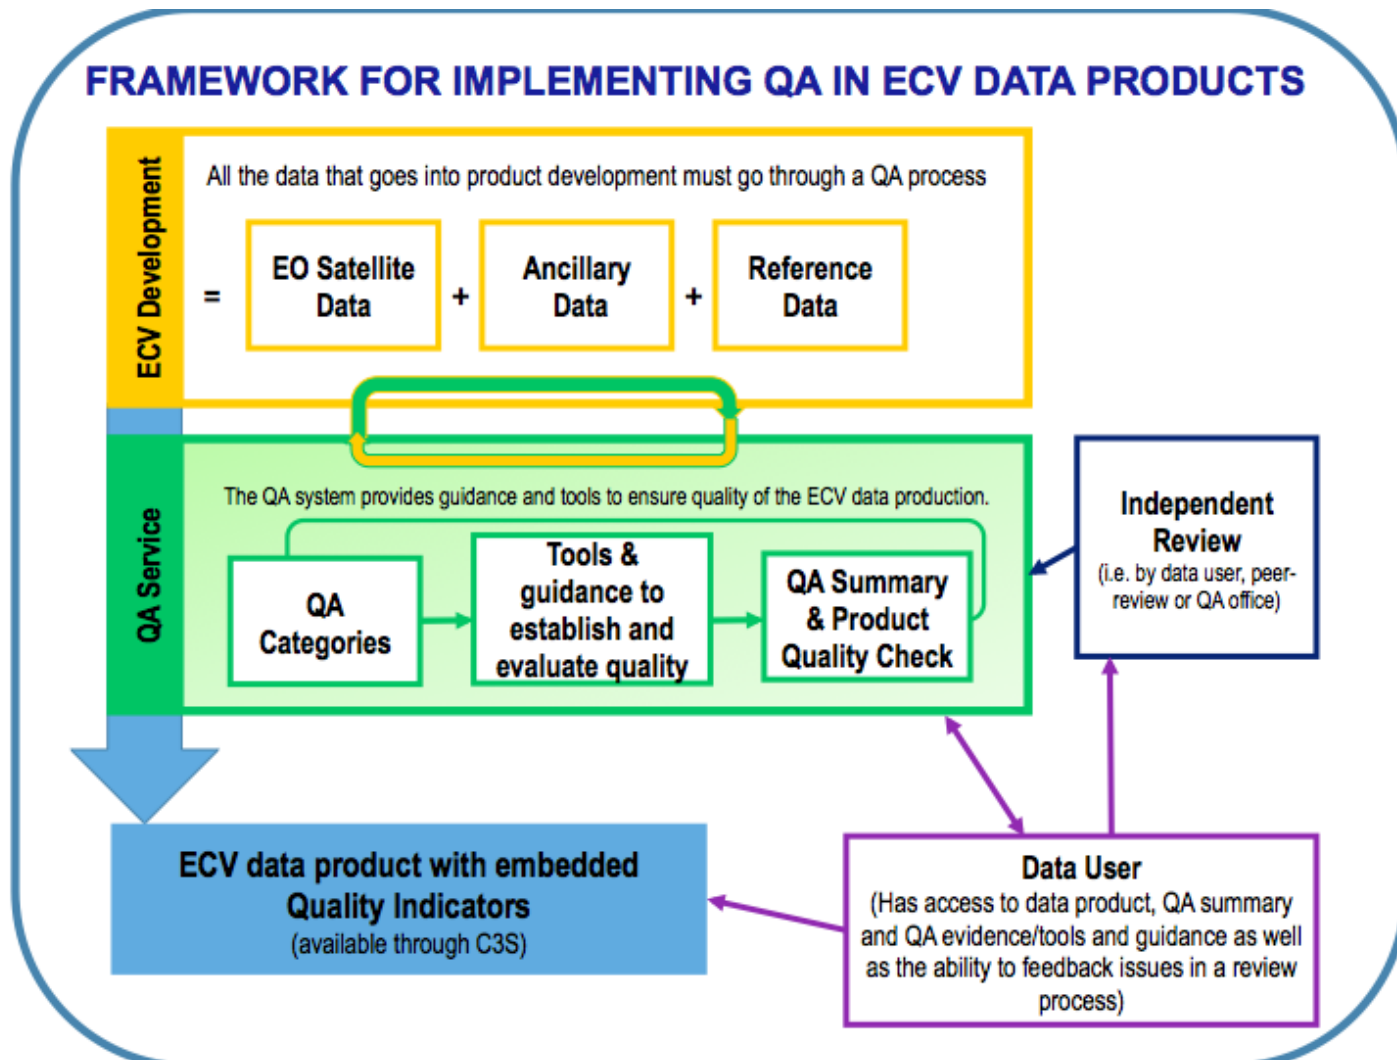 FRAMEWORK FOR IMPLEMENTING QA IN ECV DATA PRODUCTS
ECV Development
All the data that goes into product development must go through a QA process
=
EO Satellite
Data
+
Ancillary
Data
+
Reference
Data
QA Service
The QA system provides guidance and tools to ensure quality of the ECV data production.
QA
Categories
Tools &
guidance to
establish and
evaluate quality
QA Summary
& Product
Quality Check
Independent
Review
(i.e. by data user, peer-
review or QA office)
ECV data product with embedded
Quality Indicators
(available through C3S)
Data User
(Has access to data product, QA summary
and QA evidence/tools and guidance as well
as the ability to feedback issues in a review
process)